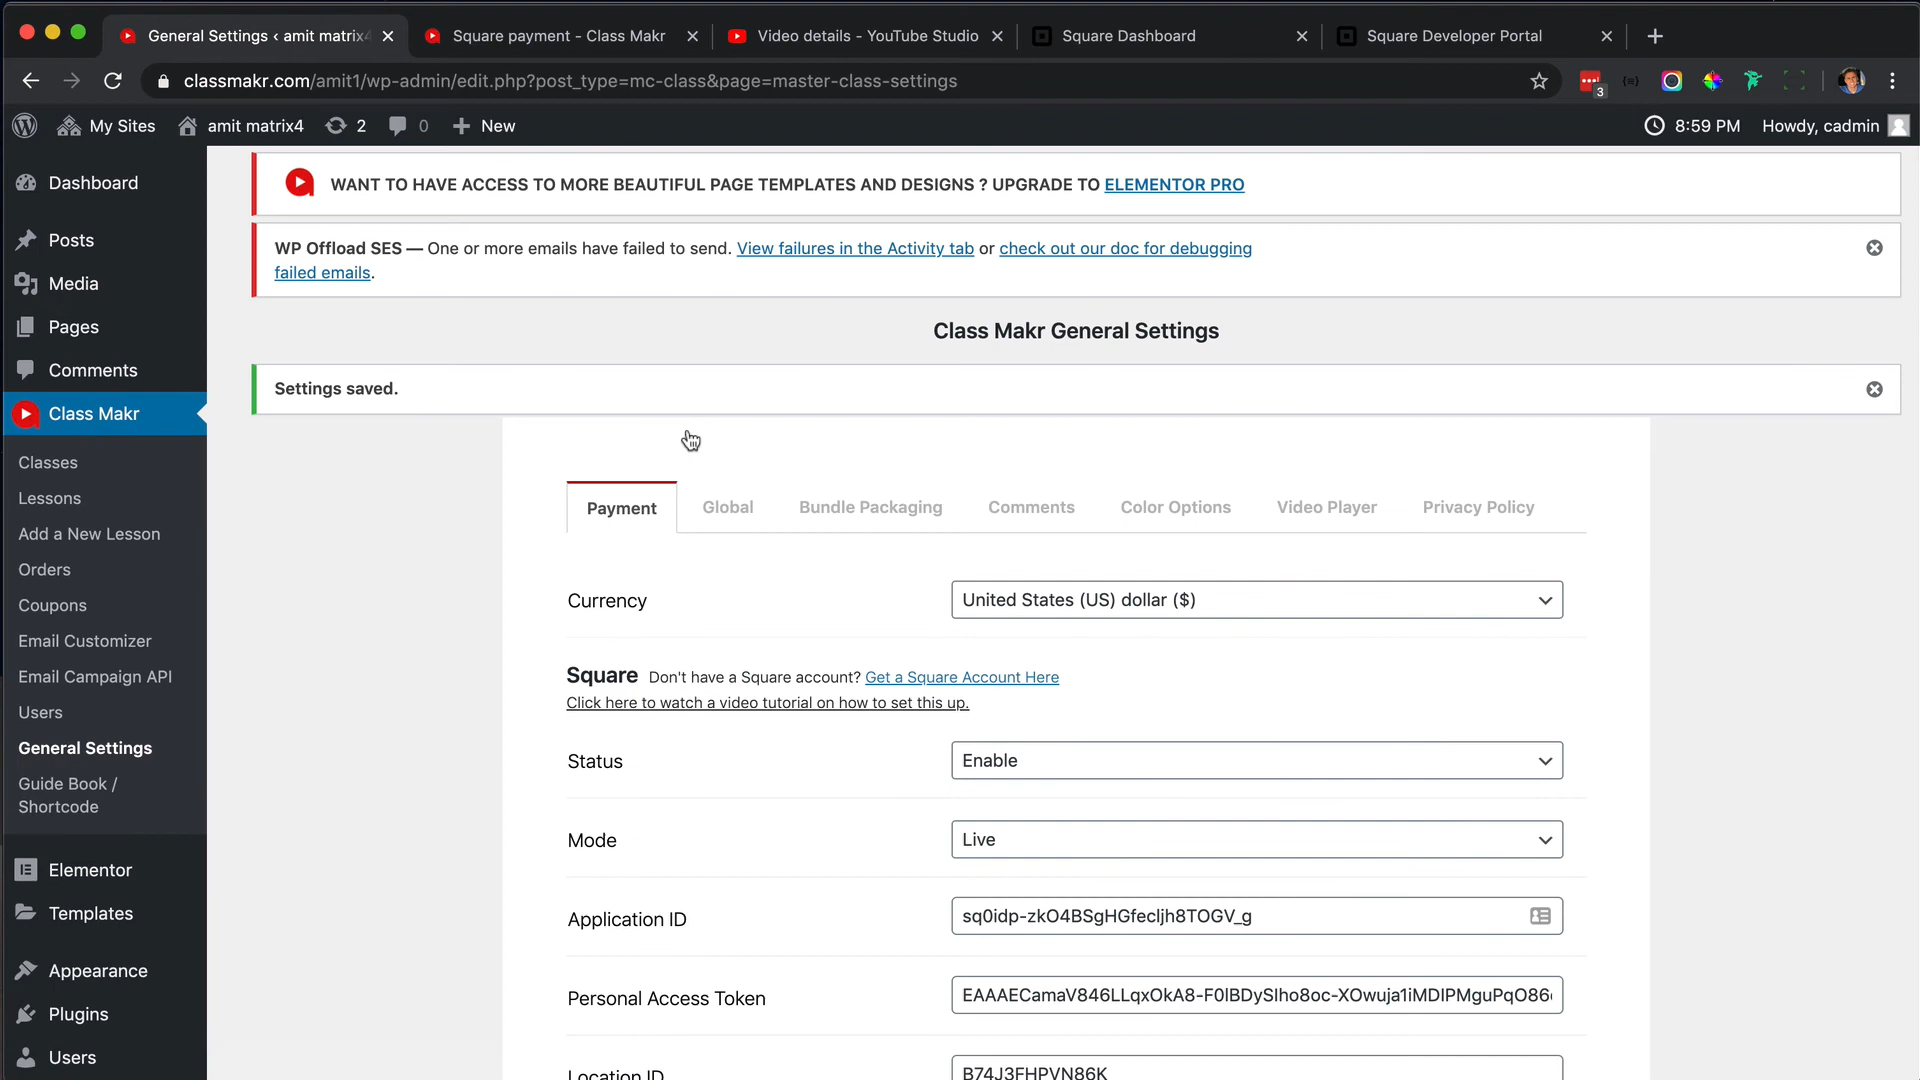 General Settings ‹ amit matrix4
Square payment - Class Makr
Video details - YouTube Studio
Square Dashboard
Square Developer Portal
classmakr.com/amit1/wp-admin/edit.php?post_type=mc-class&page=master-class-settings
3
My Sites
amit matrix4
2
0
New
8:59 PM
Howdy, cadmin
Dashboard
Posts
Media
Pages
Comments
Class Makr
Classes
Lessons
Add a New Lesson
Orders
Coupons
Email Customizer
Email Campaign API
Users
General Settings
Guide Book /
Shortcode
Elementor
Templates
Appearance
Plugins
Users
WANT TO HAVE ACCESS TO MORE BEAUTIFUL PAGE TEMPLATES AND DESIGNS ? UPGRADE TO ELEMENTOR PRO
WP Offload SES — One or more emails have failed to send. View failures in the Activity tab or check out our doc for debugging
failed emails.
Class Makr General Settings
Settings saved.
Payment
Global
Bundle Packaging
Comments
Color Options
Video Player
Privacy Policy
Currency
United States (US) dollar ($)
Square Don't have a Square account? Get a Square Account Here
Click here to watch a video tutorial on how to set this up.
Status
Enable
Mode
Live
Application ID
sq0idp-zkO4BSgHGfecljh8TOGV_g
Personal Access Token
EAAAECamaV846LLqxOkA8-F0lBDySlho8oc-XOwuja1iMDIPMguPqO86
Location ID
B74J3FHPVN86K